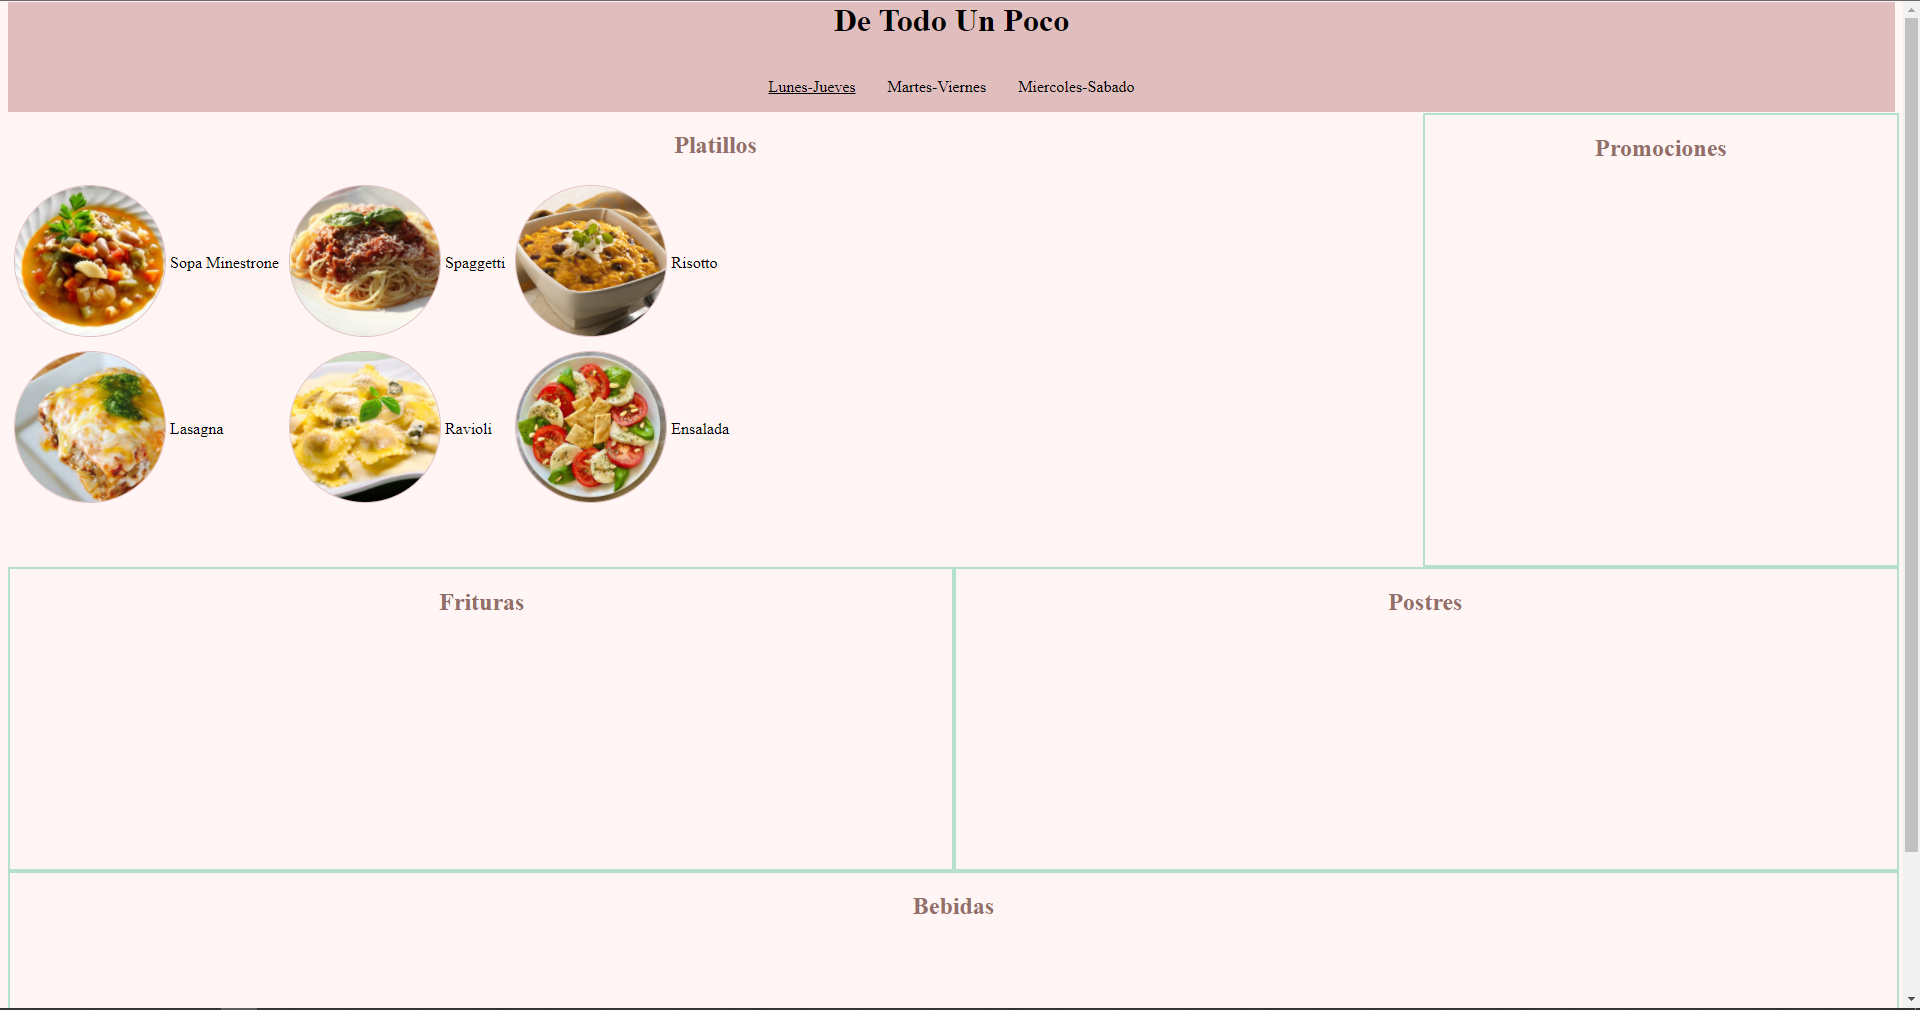 De Todo Un Poco
Lunes-Jueves Martes-Viernes Miercoles-Sabado
Platillos
Promociones
Sopa Minestrone Spaggetti Risotto
Lasagna Ravioli Ensalada
Frituras
Postres
Bebidas